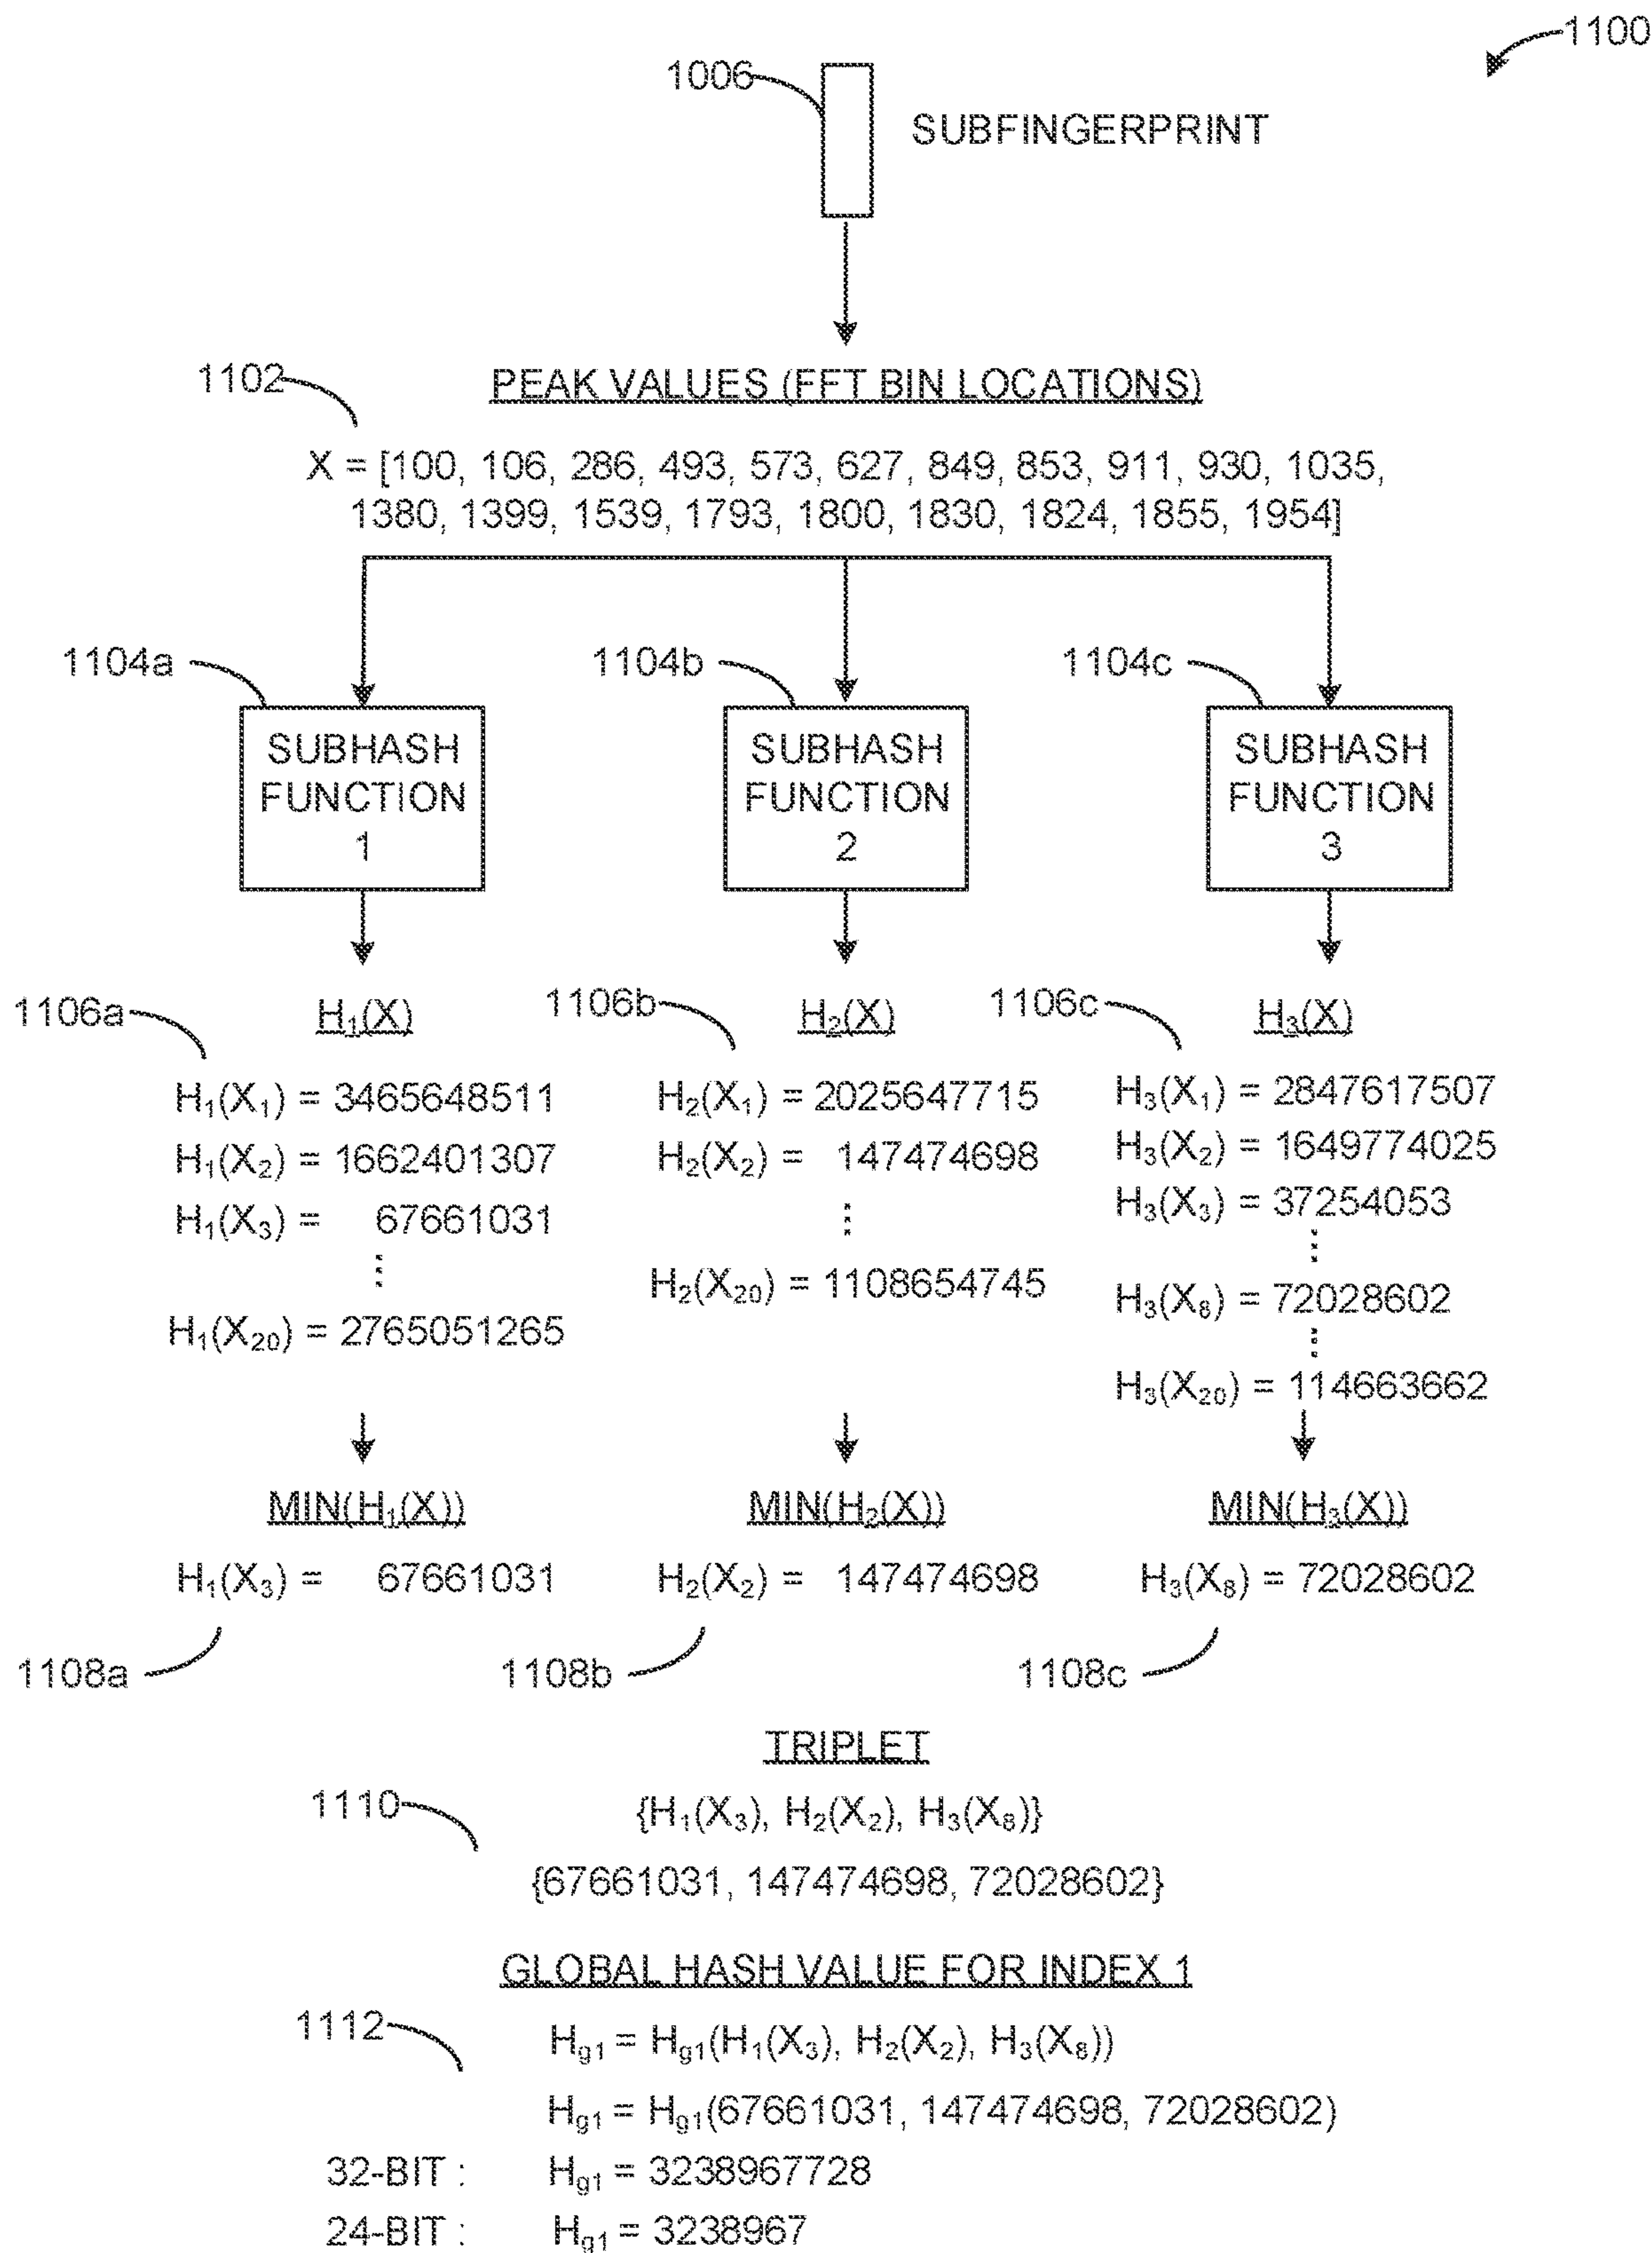 1100
1006
SUBFINGERPRINT
1102
PEAK VALUES (FFT BIN LOCATIONS)
X = [100, 106, 286, 493, 573, 627, 849, 853, 911, 930, 1035,
1380, 1399, 1539, 1793, 1800, 1830, 1824, 1855, 1954]
1104a
1104b
1104c
SUBHASH
FUNCTION
1
SUBHASH
FUNCTION
2
SUBHASH
FUNCTION
3
1106a
H₁(X)
H₁(X₁) = 3465648511
H₁(X₂) = 1662401307
H₁(X₃) = 67661031
⋮
H₁(X₂₀) = 2765051265
1106b
H₂(X)
H₂(X₁) = 2025647715
H₂(X₂) = 147474698
⋮
H₂(X₂₀) = 1108654745
1106c
H₃(X)
H₃(X₁) = 2847617507
H₃(X₂) = 1649774025
H₃(X₃) = 37254053
⋮
H₃(X₈) = 72028602
⋮
H₃(X₂₀) = 114663662
MIN(H₁(X))
H₁(X₃) = 67661031
1108a
MIN(H₂(X))
H₂(X₂) = 147474698
1108b
MIN(H₃(X))
H₃(X₈) = 72028602
1108c
TRIPLET
1110
{H₁(X₃), H₂(X₂), H₃(X₈)}
{67661031, 147474698, 72028602}
GLOBAL HASH VALUE FOR INDEX 1
1112
H_g1 = H_g1(H₁(X₃), H₂(X₂), H₃(X₈))
H_g1 = H_g1(67661031, 147474698, 72028602)
32-BIT : H_g1 = 3238967728
24-BIT : H_g1 = 3238967